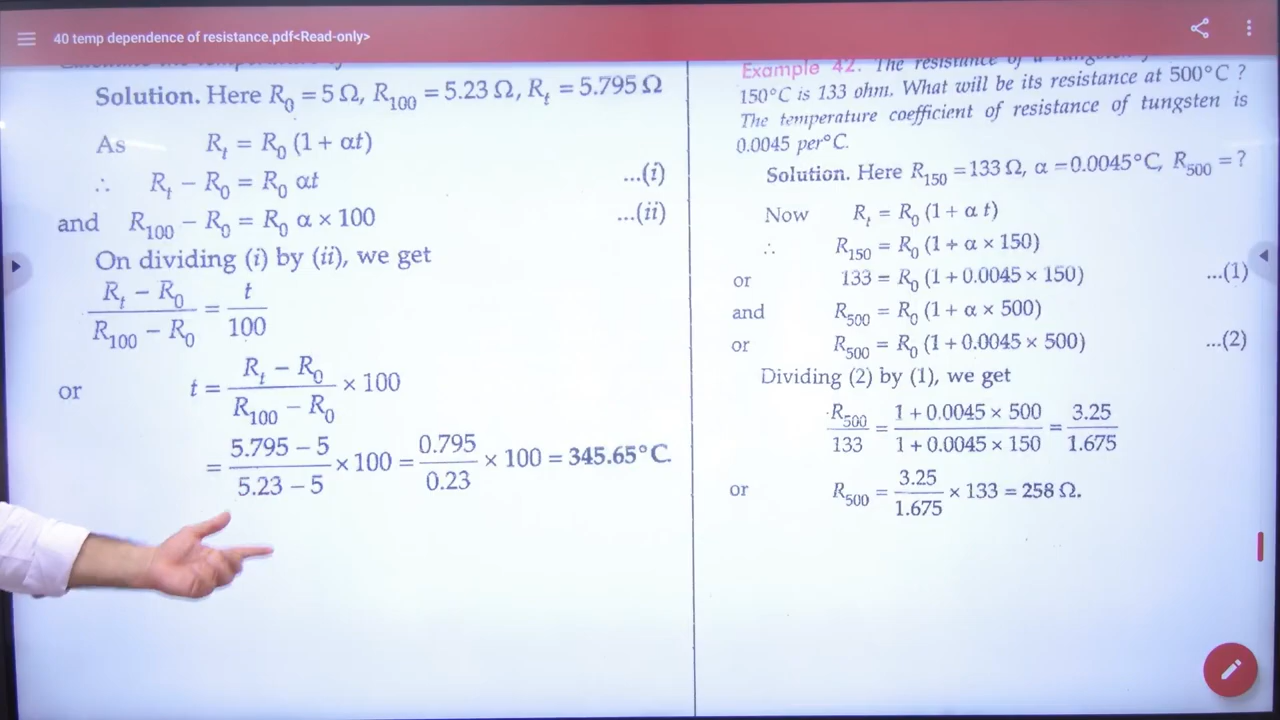 40 temp dependence of resistance.pdf<Read-only>
Solution. Here R₀ = 5 Ω, R₁₀₀ = 5.23 Ω, Rₜ = 5.795 Ω
As Rₜ = R₀ (1 + αt)
∴ Rₜ − R₀ = R₀ αt ...(i)
and R₁₀₀ − R₀ = R₀ α × 100 ...(ii)
On dividing (i) by (ii), we get
(Rₜ − R₀)/(R₁₀₀ − R₀) = t/100
or t = (Rₜ − R₀)/(R₁₀₀ − R₀) × 100
= (5.795 − 5)/(5.23 − 5) × 100 = 0.795/0.23 × 100 = 345.65°C.
Example 42. The resistance of a tungsten
150°C is 133 ohm. What will be its resistance at 500°C ?
The temperature coefficient of resistance of tungsten is
0.0045 per°C.
Solution. Here R₁₅₀ = 133 Ω, α = 0.0045°C, R₅₀₀ = ?
Now Rₜ = R₀ (1 + α t)
∴ R₁₅₀ = R₀ (1 + α × 150)
or 133 = R₀ (1 + 0.0045 × 150) ...(1)
and R₅₀₀ = R₀ (1 + α × 500)
or R₅₀₀ = R₀ (1 + 0.0045 × 500) ...(2)
Dividing (2) by (1), we get
R₅₀₀/133 = (1 + 0.0045 × 500)/(1 + 0.0045 × 150) = 3.25/1.675
or R₅₀₀ = 3.25/1.675 × 133 = 258 Ω.